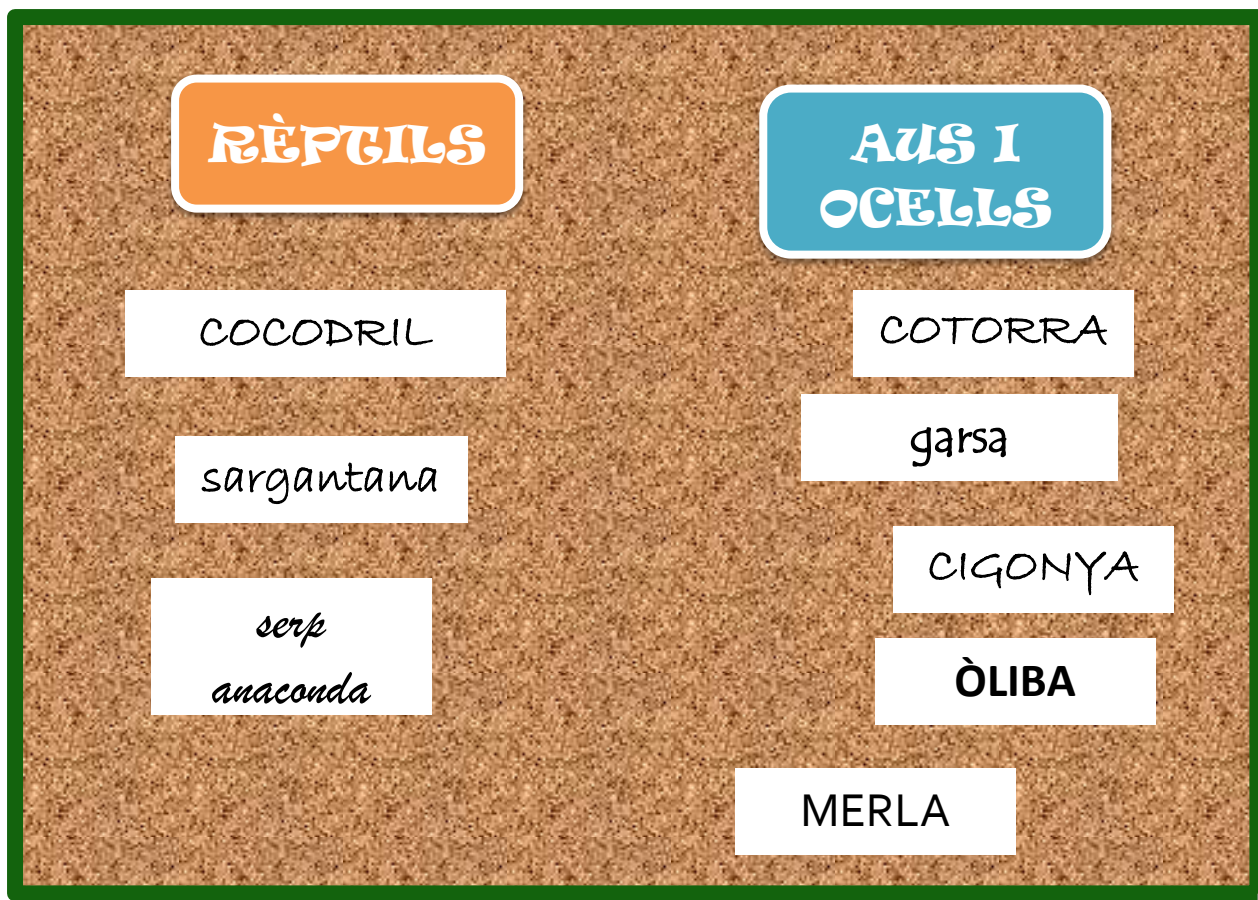 RÈPTILS
COCODRIL
sargantana
serp
anaconda
AUS I
OCELLS
COTORRA
garsa
CIGONYA
ÒLIBA
MERLA